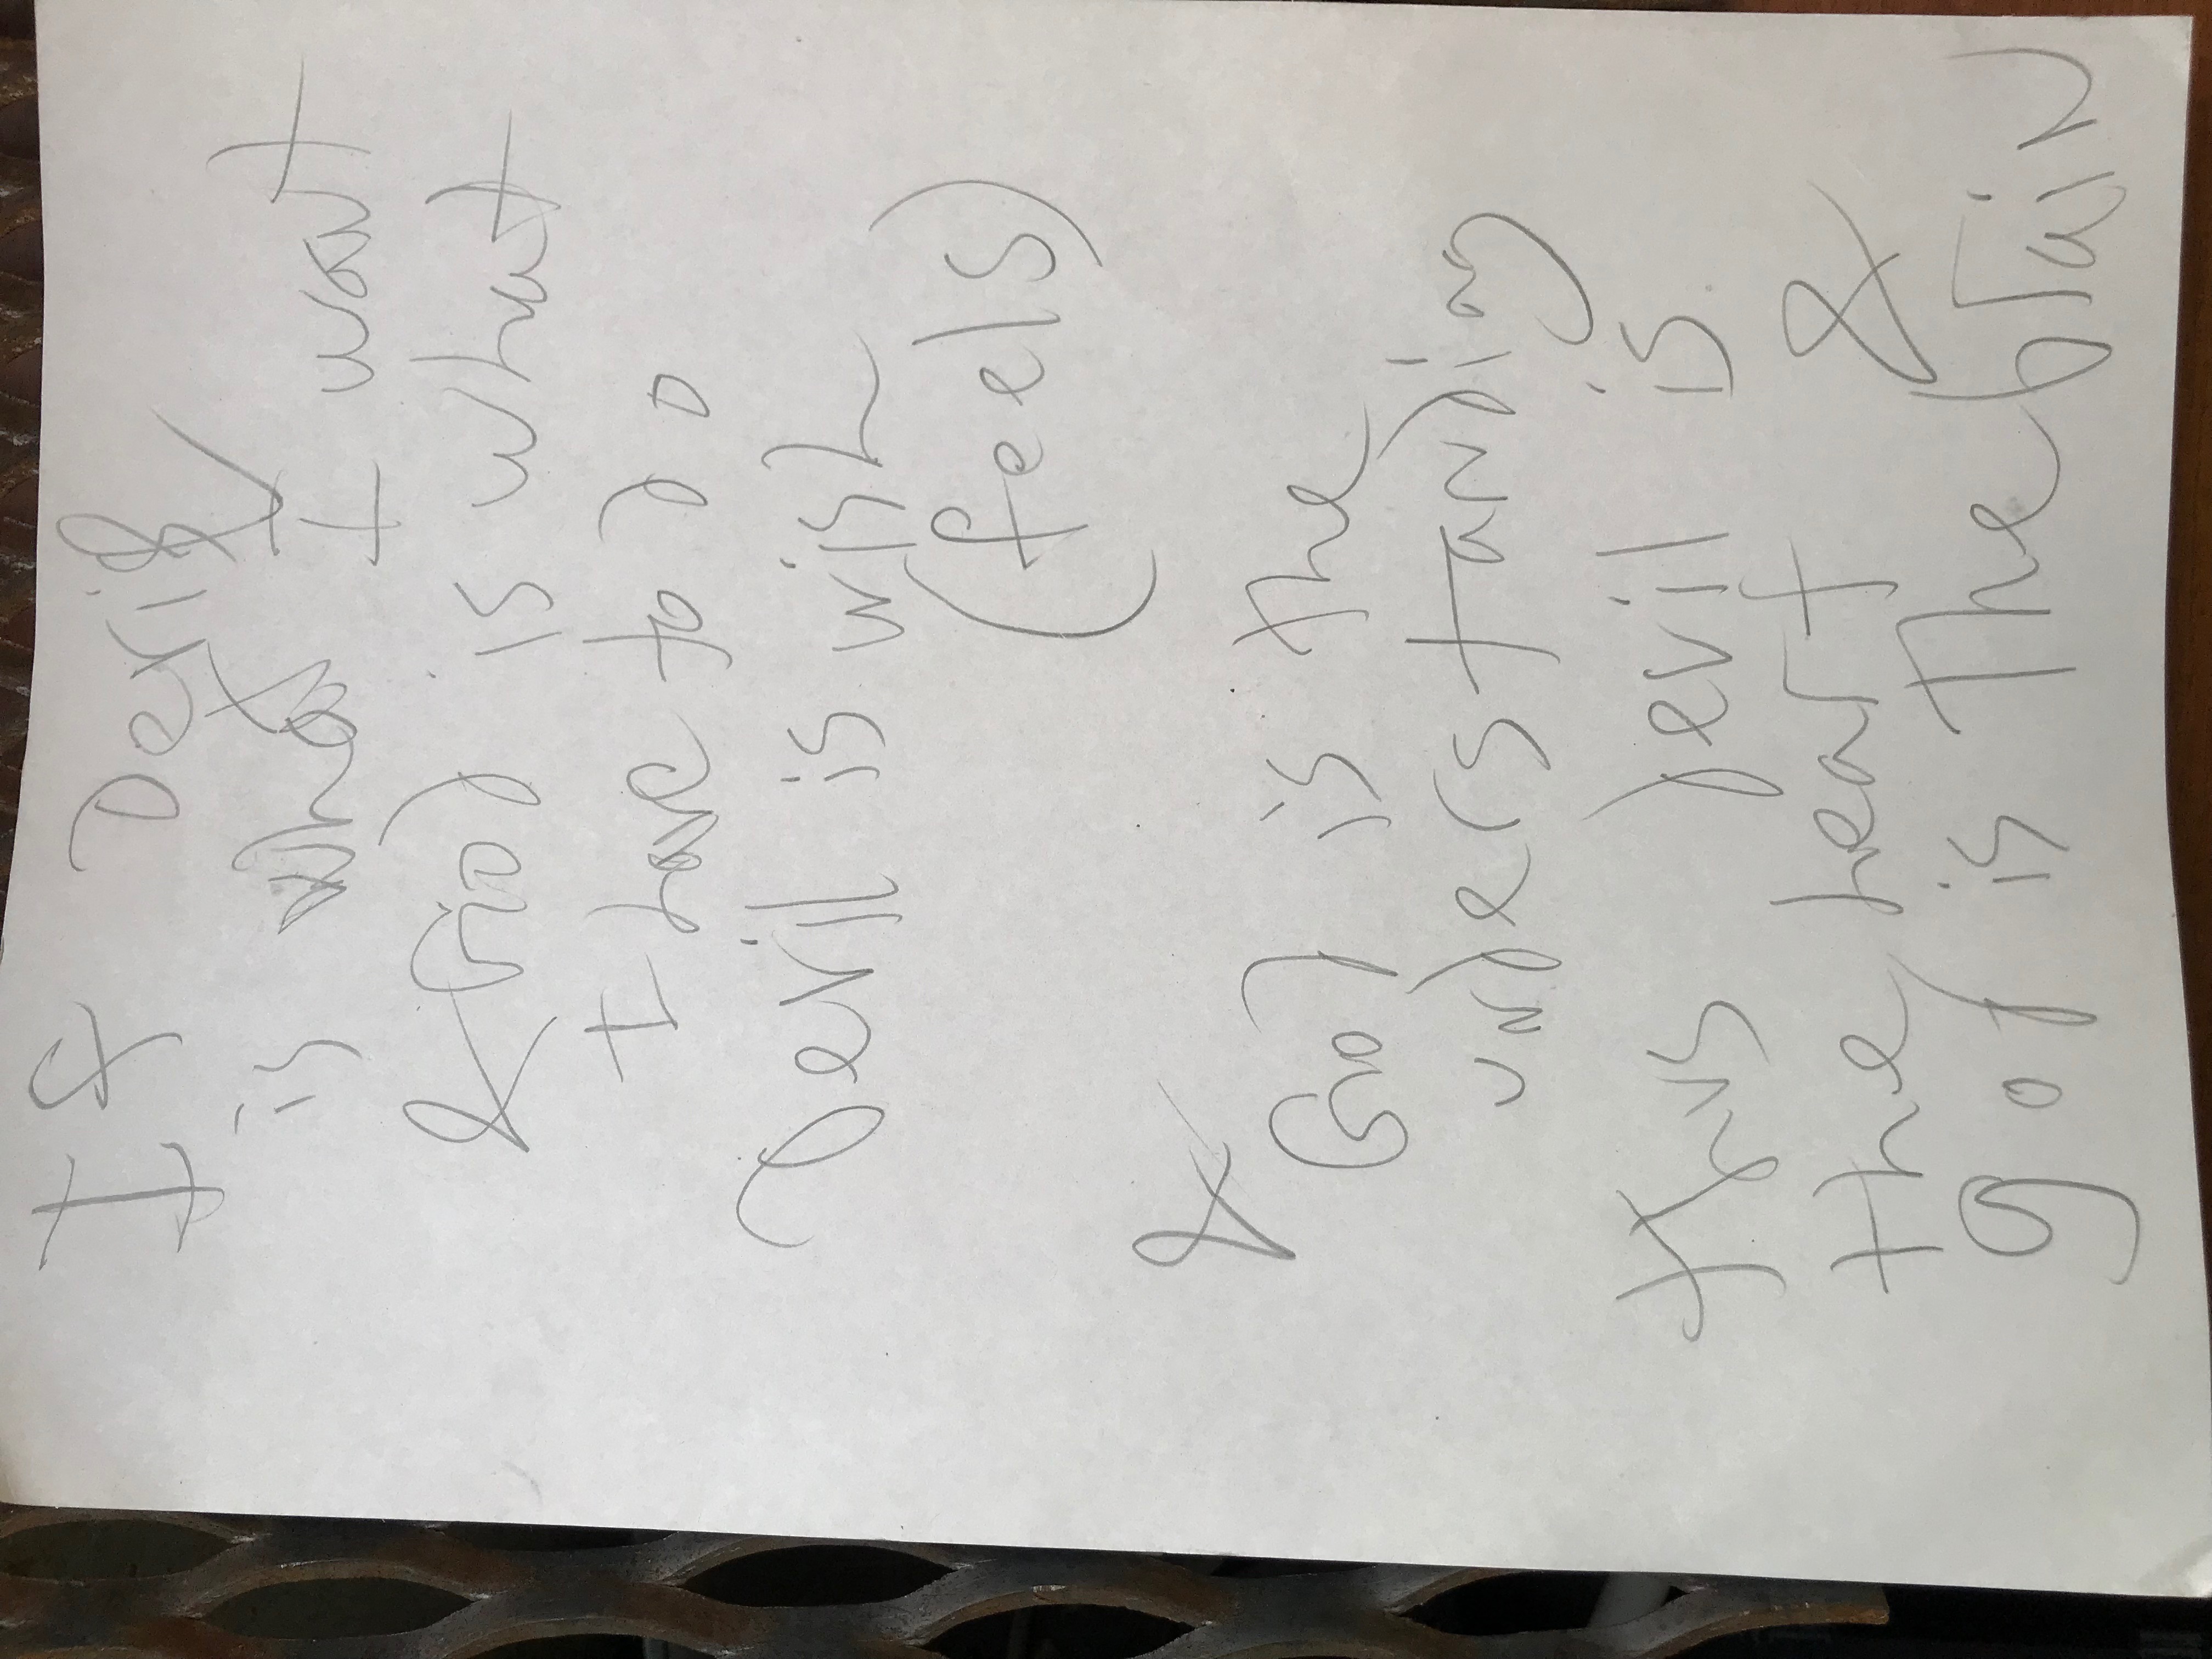 If Devil
is what I want
& God is what
I have to do
Devil is wish
(feels)
&
God is the
understanding
thus Devil is
the heart &
god is The brain